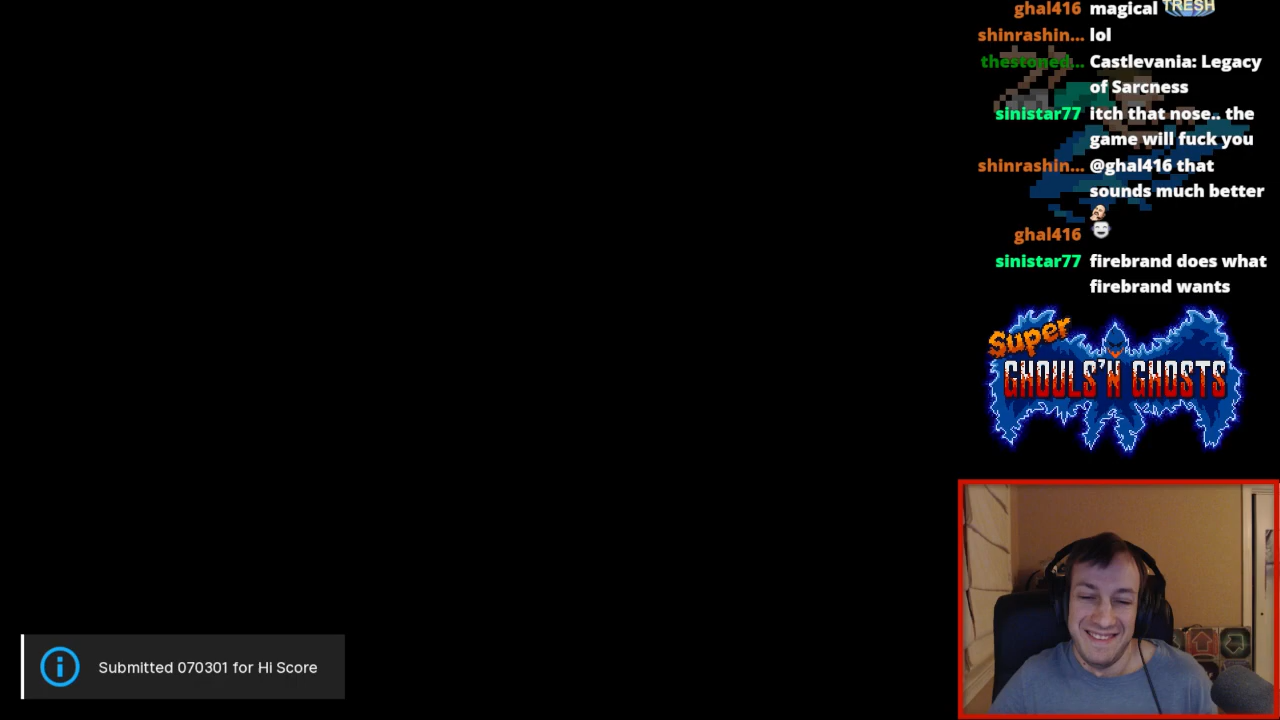 ghal416 magical TRESH
shinrashin... lol
thestoned... Castlevania: Legacy
of Sarcness
sinistar77 itch that nose.. the
game will fuck you
shinrashin... @ghal416 that
sounds much better
ghal416
sinistar77 firebrand does what
firebrand wants
Super
GHOULS'N GHOSTS
Submitted 070301 for Hi Score